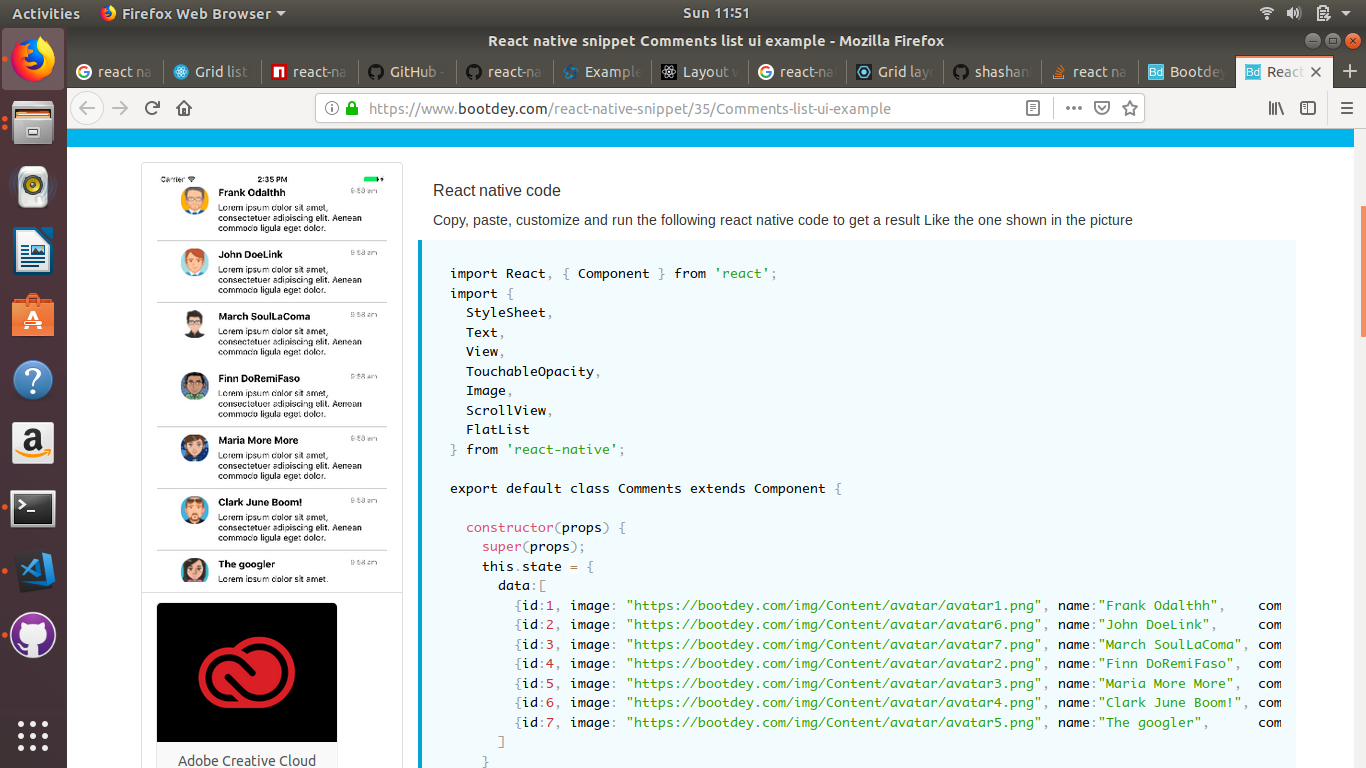 Activities Firefox Web Browser Sun 11:51
React native snippet Comments list ui example - Mozilla Firefox
react na Grid list react-na GitHub - react-na Example Layout w react-na Grid layo shashan react na Bootdey React
https://www.bootdey.com/react-native-snippet/35/Comments-list-ui-example
Carrier 2:35 PM
Frank Odalthh 9:58 am
Lorem ipsum dolor sit amet,
consectetuer adipiscing elit. Aenean
commodo ligula eget dolor.
John DoeLink 9:58 am
Lorem ipsum dolor sit amet,
consectetuer adipiscing elit. Aenean
commodo ligula eget dolor.
March SoulLaComa 9:58 am
Lorem ipsum dolor sit amet,
consectetuer adipiscing elit. Aenean
commodo ligula eget dolor.
Finn DoRemiFaso 9:58 am
Lorem ipsum dolor sit amet,
consectetuer adipiscing elit. Aenean
commodo ligula eget dolor.
Maria More More 9:58 am
Lorem ipsum dolor sit amet,
consectetuer adipiscing elit. Aenean
commodo ligula eget dolor.
Clark June Boom! 9:58 am
Lorem ipsum dolor sit amet,
consectetuer adipiscing elit. Aenean
commodo ligula eget dolor.
The googler 9:58 am
Lorem ipsum dolor sit amet,
Adobe Creative Cloud
React native code
Copy, paste, customize and run the following react native code to get a result Like the one shown in the picture
import React, { Component } from 'react';
import {
StyleSheet,
Text,
View,
TouchableOpacity,
Image,
ScrollView,
FlatList
} from 'react-native';
export default class Comments extends Component {
constructor(props) {
super(props);
this.state = {
data:[
{id:1, image: "https://bootdey.com/img/Content/avatar/avatar1.png", name:"Frank Odalthh", com
{id:2, image: "https://bootdey.com/img/Content/avatar/avatar6.png", name:"John DoeLink", com
{id:3, image: "https://bootdey.com/img/Content/avatar/avatar7.png", name:"March SoulLaComa", com
{id:4, image: "https://bootdey.com/img/Content/avatar/avatar2.png", name:"Finn DoRemiFaso", com
{id:5, image: "https://bootdey.com/img/Content/avatar/avatar3.png", name:"Maria More More", com
{id:6, image: "https://bootdey.com/img/Content/avatar/avatar4.png", name:"Clark June Boom!", com
{id:7, image: "https://bootdey.com/img/Content/avatar/avatar5.png", name:"The googler", com
]
}